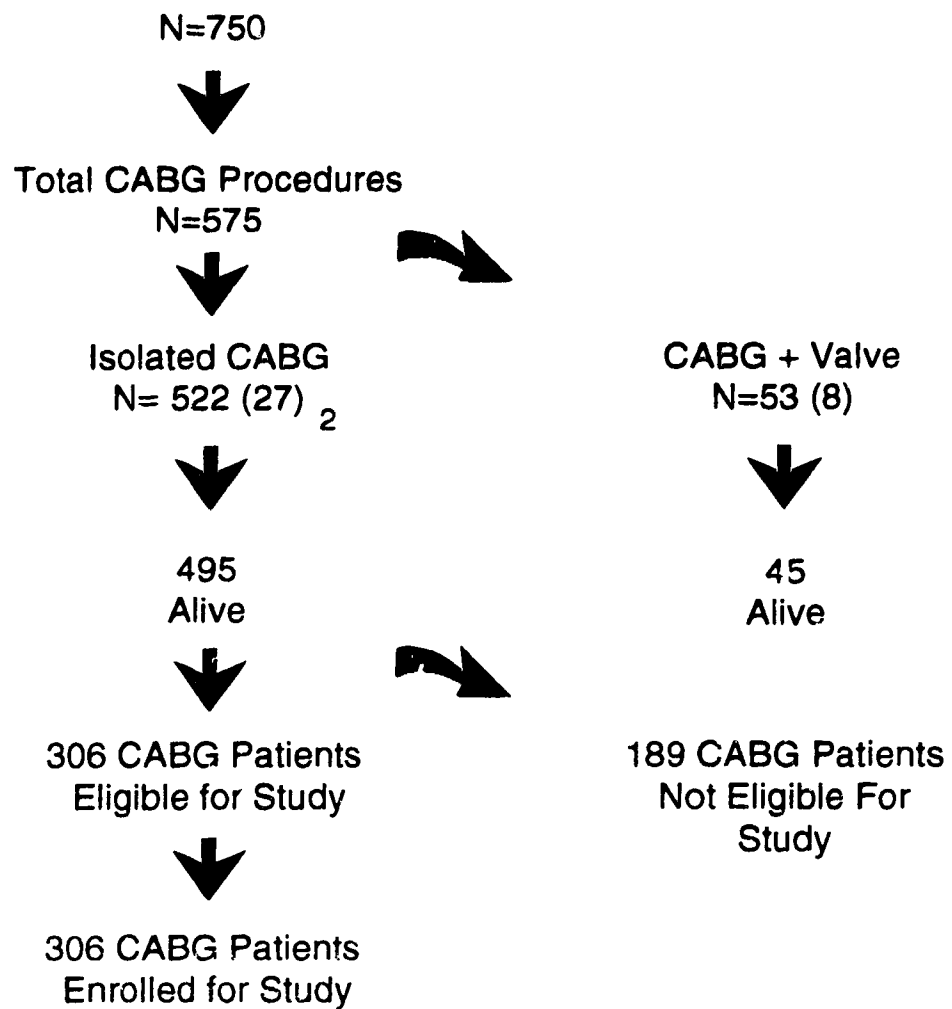 N=750
Total CABG Procedures
N=575
Isolated CABG
N= 522 (27) 2
CABG + Valve
N=53 (8)
495
Alive
45
Alive
306 CABG Patients
Eligible for Study
189 CABG Patients
Not Eligible For
Study
306 CABG Patients
Enrolled for Study